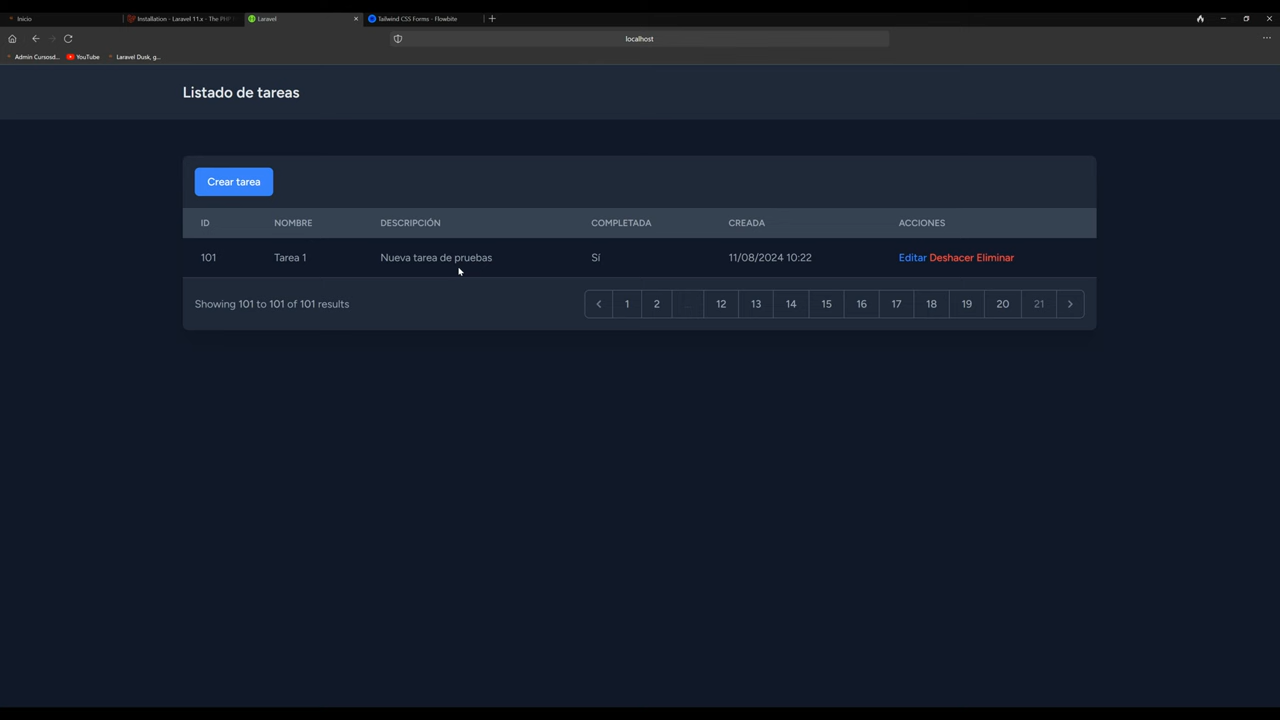 Inicio
Installation - Laravel 11.x - The PHP
Laravel
Tailwind CSS Forms - Flowbite
localhost
Admin Cursosd...
YouTube
Laravel Dusk, g...
Listado de tareas
Crear tarea
ID NOMBRE DESCRIPCIÓN COMPLETADA CREADA ACCIONES
101 Tarea 1 Nueva tarea de pruebas Sí 11/08/2024 10:22 Editar Deshacer Eliminar
Showing 101 to 101 of 101 results
1 2 ... 12 13 14 15 16 17 18 19 20 21